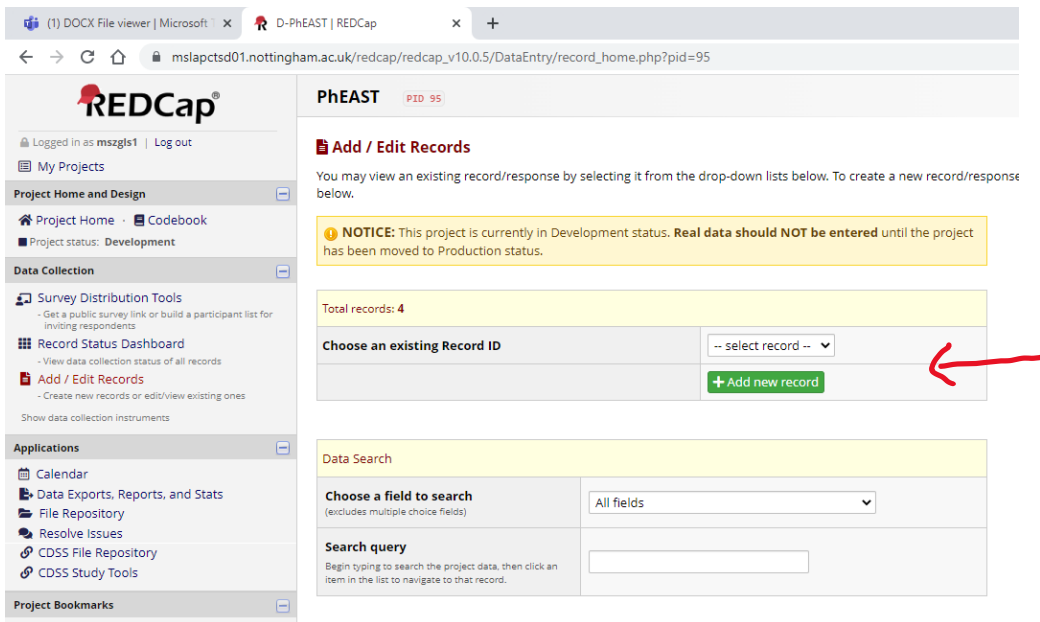 (1) DOCX File viewer | Microsoft T
D-PhEAST | REDCap
mslapctsd01.nottingham.ac.uk/redcap/redcap_v10.0.5/DataEntry/record_home.php?pid=95
REDCap®
Logged in as mszgls1 | Log out
My Projects
Project Home and Design
Project Home · Codebook
Project status: Development
Data Collection
Survey Distribution Tools
- Get a public survey link or build a participant list for
inviting respondents
Record Status Dashboard
- View data collection status of all records
Add / Edit Records
- Create new records or edit/view existing ones
Show data collection instruments
Applications
Calendar
Data Exports, Reports, and Stats
File Repository
Resolve Issues
CDSS File Repository
CDSS Study Tools
Project Bookmarks
PhEAST PID 95
Add / Edit Records
You may view an existing record/response by selecting it from the drop-down lists below. To create a new record/response
below.
NOTICE: This project is currently in Development status. Real data should NOT be entered until the project
has been moved to Production status.
Total records: 4
Choose an existing Record ID
-- select record --
+ Add new record
Data Search
Choose a field to search
(excludes multiple choice fields)
All fields
Search query
Begin typing to search the project data, then click an
item in the list to navigate to that record.